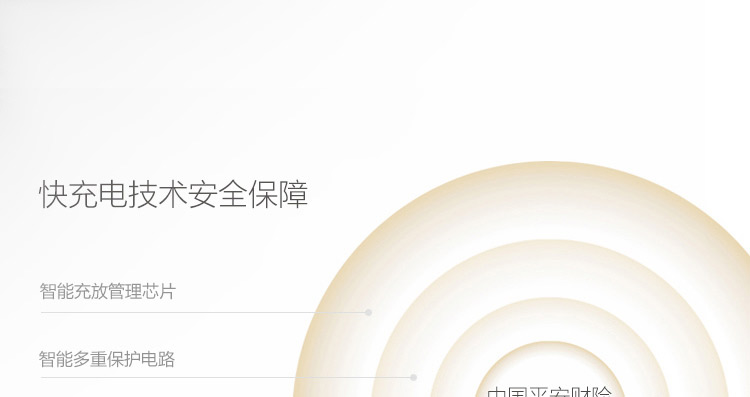 快充电技术安全保障
智能充放管理芯片
智能多重保护电路
中国平安财险